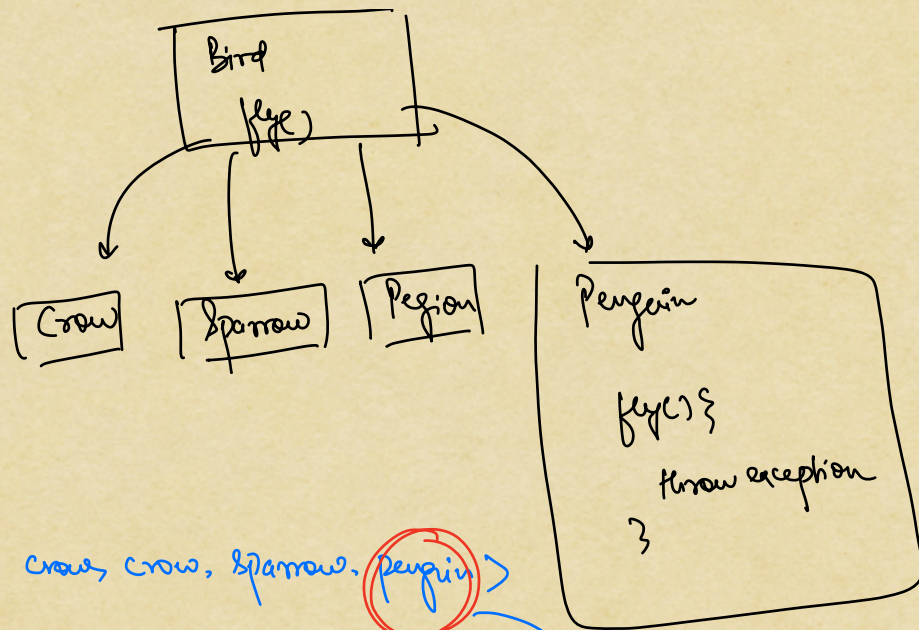 Bird
fly()
Crow
Sparrow
Pegion
Penguin
fly() {
throw exception
}
crow, crow, sparrow, penguin >